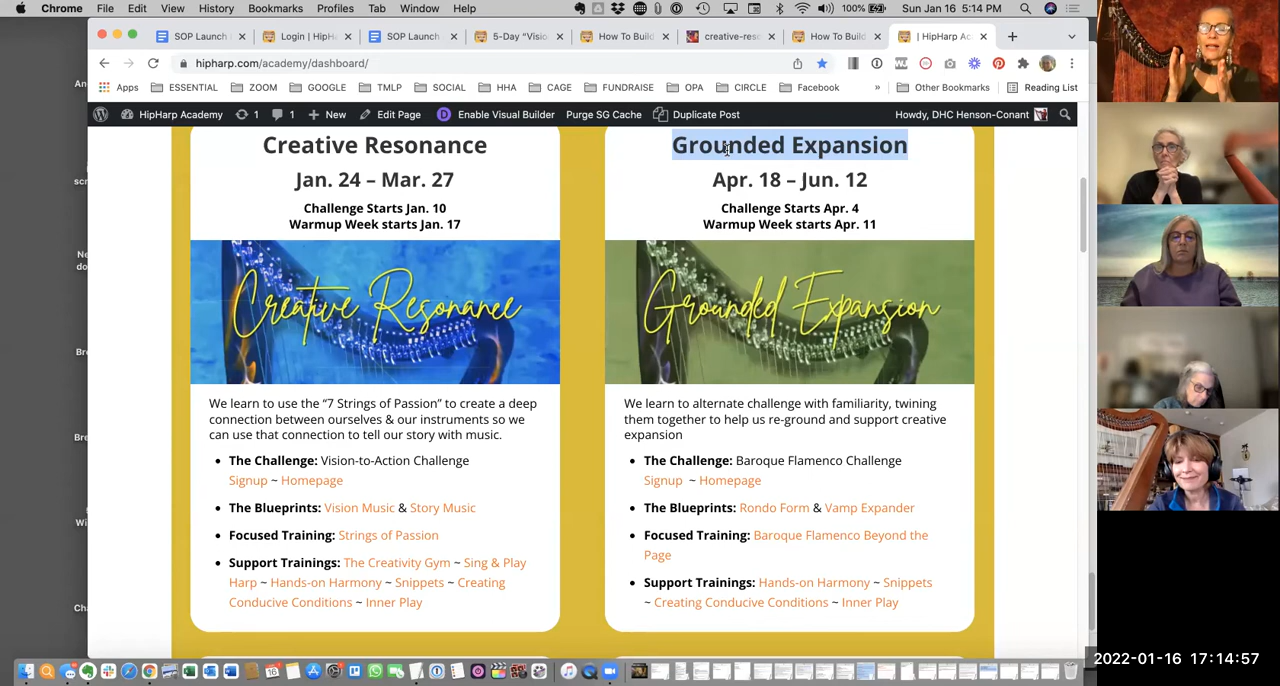 Chrome File Edit View History Bookmarks Profiles Tab Window Help 100% Sun Jan 16 5:14 PM
SOP Launch Login | HipHa SOP Launch 5-Day "Visio How To Build creative-reso How To Build | HipHarp Ac
hipharp.com/academy/dashboard/
Apps ESSENTIAL ZOOM GOOGLE TMLP SOCIAL HHA CAGE FUNDRAISE OPA CIRCLE Facebook » Other Bookmarks Reading List
HipHarp Academy 1 1 + New Edit Page D Enable Visual Builder Purge SG Cache Duplicate Post Howdy, DHC Henson-Conant
Creative Resonance
Jan. 24 – Mar. 27
Challenge Starts Jan. 10
Warmup Week starts Jan. 17
Creative Resonance
We learn to use the "7 Strings of Passion" to create a deep
connection between ourselves & our instruments so we
can use that connection to tell our story with music.
• The Challenge: Vision-to-Action Challenge
Signup ~ Homepage
• The Blueprints: Vision Music & Story Music
• Focused Training: Strings of Passion
• Support Trainings: The Creativity Gym ~ Sing & Play
Harp ~ Hands-on Harmony ~ Snippets ~ Creating
Conducive Conditions ~ Inner Play
Grounded Expansion
Apr. 18 – Jun. 12
Challenge Starts Apr. 4
Warmup Week starts Apr. 11
Grounded Expansion
We learn to alternate challenge with familiarity, twining
them together to help us re-ground and support creative
expansion
• The Challenge: Baroque Flamenco Challenge
Signup ~ Homepage
• The Blueprints: Rondo Form & Vamp Expander
• Focused Training: Baroque Flamenco Beyond the
Page
• Support Trainings: Hands-on Harmony ~ Snippets
~ Creating Conducive Conditions ~ Inner Play
2022-01-16 17:14:57